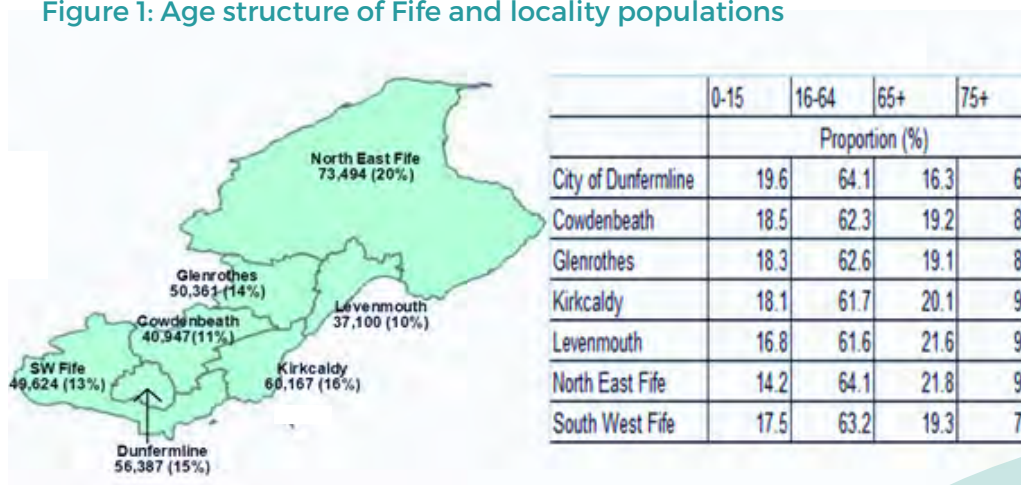 Figure 1: Age structure of Fife and locality populations
North East Fife
73,494 (20%)
Glenrothes
50,361 (14%)
Levenmouth
37,100 (10%)
Cowdenbeath
40,947(11%)
SW Fife
49,624 (13%)
Kirkcaldy
60,167 (16%)
Dunfermline
56,387 (15%)
0-15 16-64 65+ 75+
Proportion (%)
City of Dunfermline 19.6 64.1 16.3
Cowdenbeath 18.5 62.3 19.2
Glenrothes 18.3 62.6 19.1
Kirkcaldy 18.1 61.7 20.1
Levenmouth 16.8 61.6 21.6
North East Fife 14.2 64.1 21.8
South West Fife 17.5 63.2 19.3